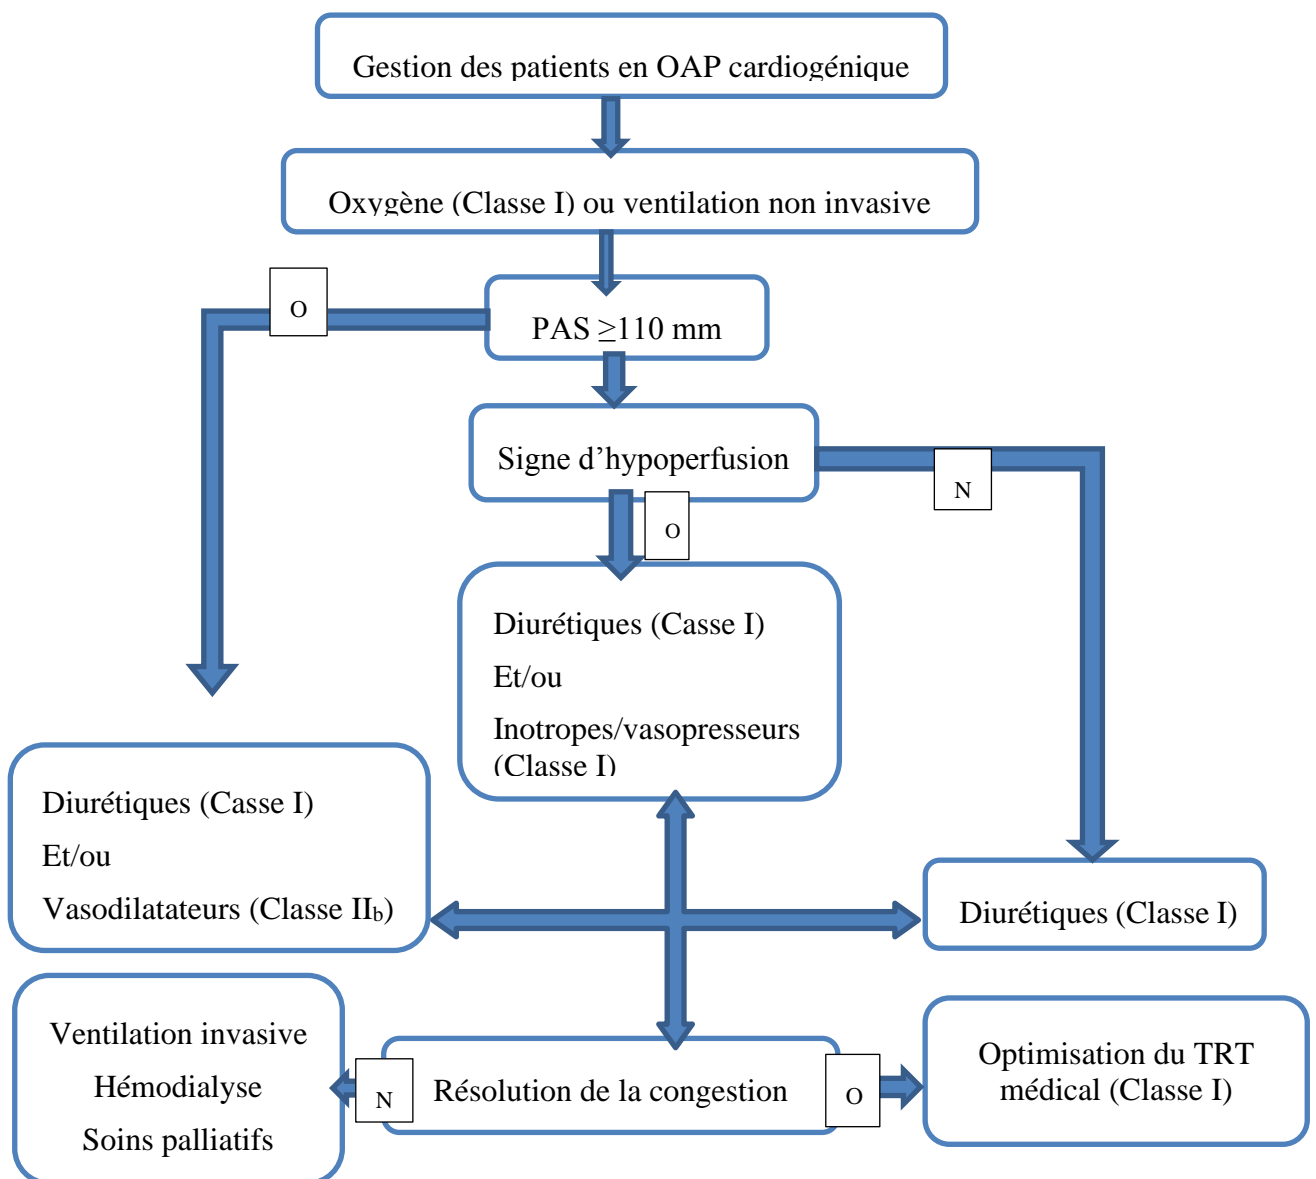 Gestion des patients en OAP cardiogénique
Oxygène (Classe I) ou ventilation non invasive
O
PAS ≥110 mm
Signe d’hypoperfusion
N
O
Diurétiques (Casse I)
Et/ou
Inotropes/vasopresseurs
(Classe I)
Diurétiques (Casse I)
Et/ou
Vasodilatateurs (Classe IIb)
Diurétiques (Classe I)
Ventilation invasive
Hémodialyse
Soins palliatifs
N
Résolution de la congestion
O
Optimisation du TRT
médical (Classe I)